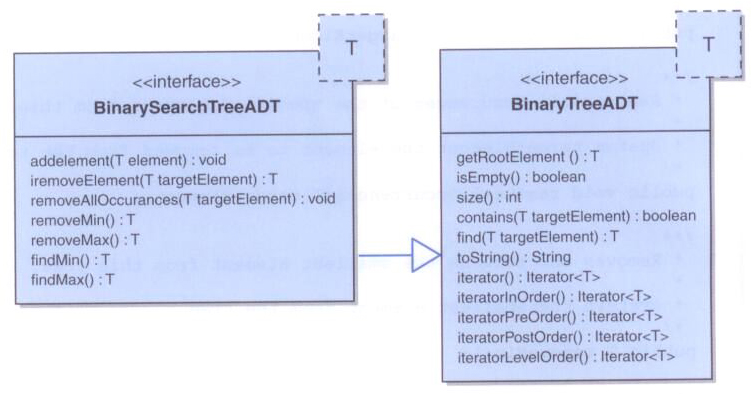 T
<<interface>>
BinarySearchTreeADT
addelement(T element) : void
iremoveElement(T targetElement) : T
removeAllOccurances(T targetElement) : void
removeMin() : T
removeMax() : T
findMin() : T
findMax() : T
T
<<interface>>
BinaryTreeADT
getRootElement () : T
isEmpty() : boolean
size() : int
contains(T targetElement) : boolean
find(T targetElement) : T
toString() : String
iterator() : Iterator<T>
iteratorInOrder() : Iterator<T>
iteratorPreOrder() : Iterator<T>
iteratorPostOrder() : Iterator<T>
iteratorLevelOrder() : Iterator<T>